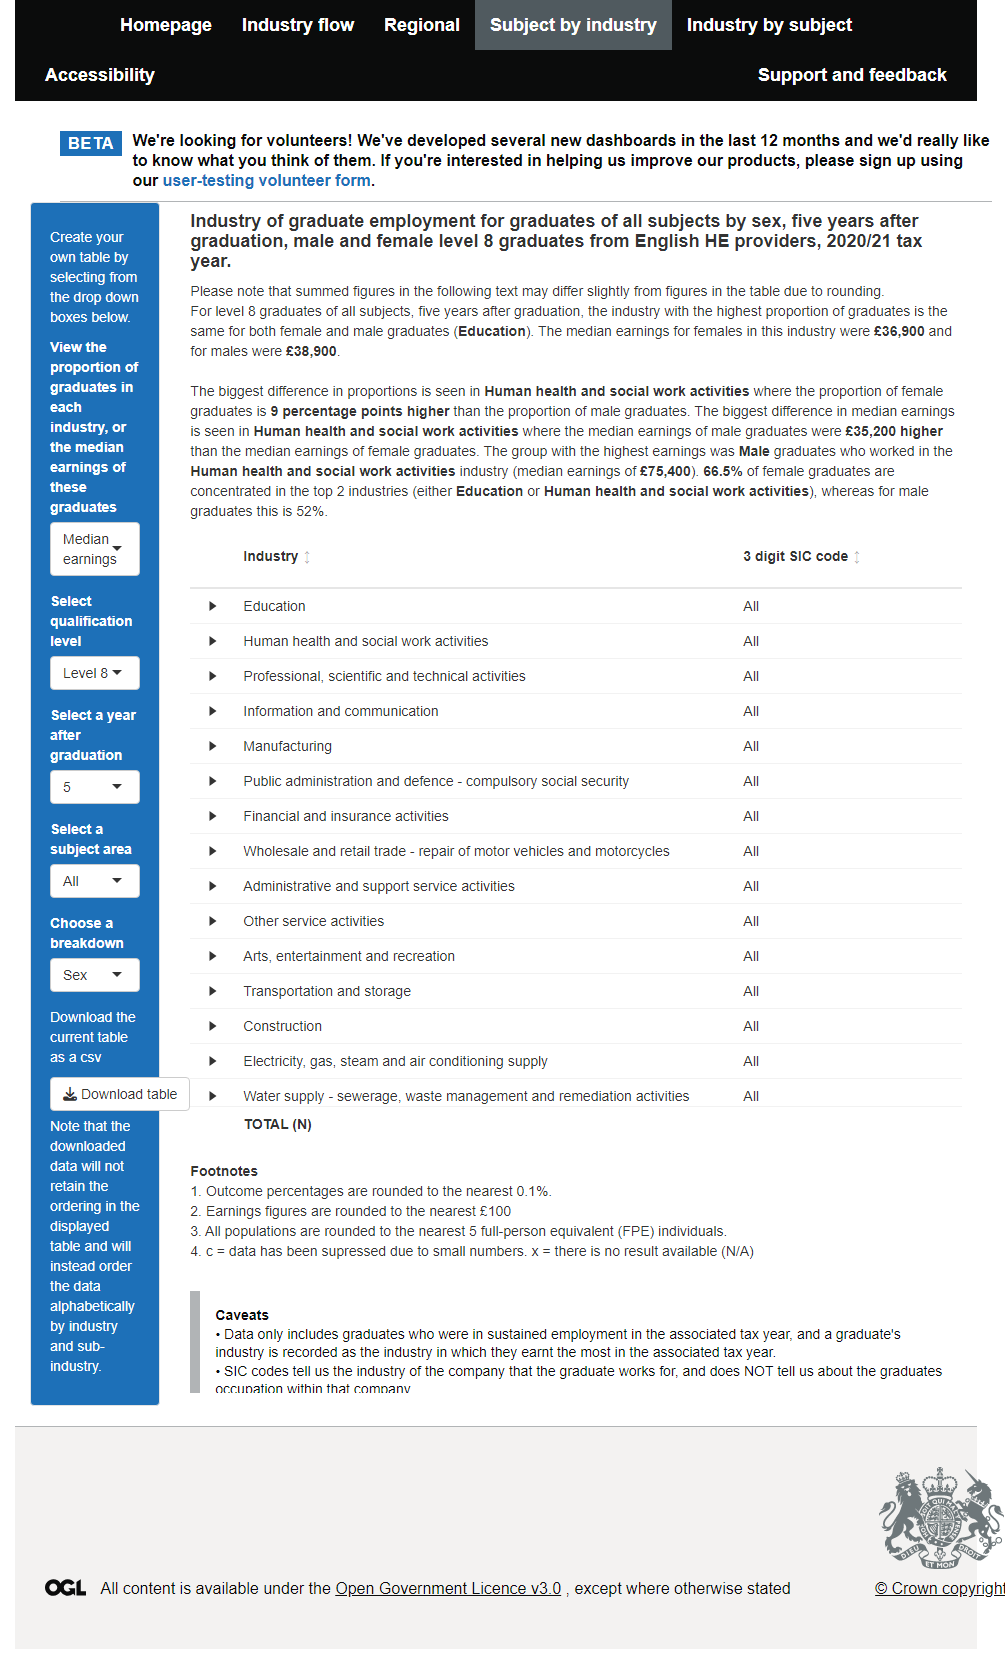 Homepage Industry flow Regional Subject by industry Industry by subject
Accessibility Support and feedback
BETA We're looking for volunteers! We've developed several new dashboards in the last 12 months and we'd really like
to know what you think of them. If you're interested in helping us improve our products, please sign up using
our user-testing volunteer form.
Create your
own table by
selecting from
the drop down
boxes below.
View the
proportion of
graduates in
each
industry, or
the median
earnings of
these
graduates
Median
earnings
Select
qualification
level
Level 8
Select a year
after
graduation
5
Select a
subject area
All
Choose a
breakdown
Sex
Download the
current table
as a csv
Download table
Note that the
downloaded
data will not
retain the
ordering in the
displayed
table and will
instead order
the data
alphabetically
by industry
and sub-
industry.
Industry of graduate employment for graduates of all subjects by sex, five years after
graduation, male and female level 8 graduates from English HE providers, 2020/21 tax
year.
Please note that summed figures in the following text may differ slightly from figures in the table due to rounding.
For level 8 graduates of all subjects, five years after graduation, the industry with the highest proportion of graduates is the
same for both female and male graduates (Education). The median earnings for females in this industry were £36,900 and
for males were £38,900.
The biggest difference in proportions is seen in Human health and social work activities where the proportion of female
graduates is 9 percentage points higher than the proportion of male graduates. The biggest difference in median earnings
is seen in Human health and social work activities where the median earnings of male graduates were £35,200 higher
than the median earnings of female graduates. The group with the highest earnings was Male graduates who worked in the
Human health and social work activities industry (median earnings of £75,400). 66.5% of female graduates are
concentrated in the top 2 industries (either Education or Human health and social work activities), whereas for male
graduates this is 52%.
Industry 3 digit SIC code
Education All
Human health and social work activities All
Professional, scientific and technical activities All
Information and communication All
Manufacturing All
Public administration and defence - compulsory social security All
Financial and insurance activities All
Wholesale and retail trade - repair of motor vehicles and motorcycles All
Administrative and support service activities All
Other service activities All
Arts, entertainment and recreation All
Transportation and storage All
Construction All
Electricity, gas, steam and air conditioning supply All
Water supply - sewerage, waste management and remediation activities All
TOTAL (N)
Footnotes
1. Outcome percentages are rounded to the nearest 0.1%.
2. Earnings figures are rounded to the nearest £100
3. All populations are rounded to the nearest 5 full-person equivalent (FPE) individuals.
4. c = data has been supressed due to small numbers. x = there is no result available (N/A)
Caveats
• Data only includes graduates who were in sustained employment in the associated tax year, and a graduate's
industry is recorded as the industry in which they earnt the most in the associated tax year.
• SIC codes tell us the industry of the company that the graduate works for, and does NOT tell us about the graduates
occupation within that company
DIEU ET MON DROIT
OGL All content is available under the Open Government Licence v3.0 , except where otherwise stated © Crown copyright